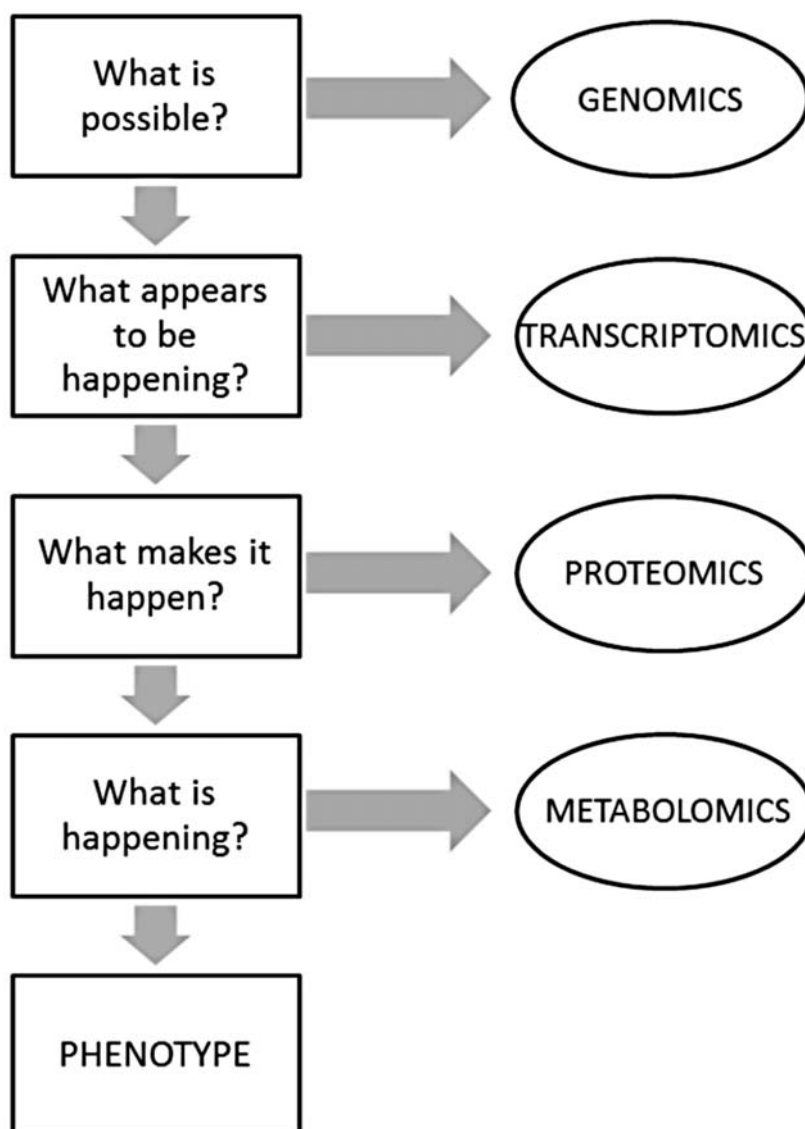 What is
possible?
GENOMICS
What appears
to be
happening?
TRANSCRIPTOMICS
What makes it
happen?
PROTEOMICS
What is
happening?
METABOLOMICS
PHENOTYPE